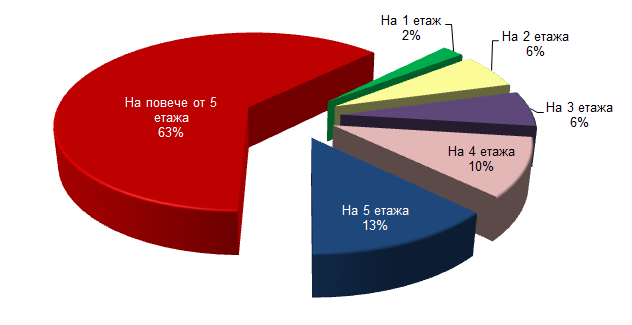 На 1 етаж
2%
На 2 етажа
6%
На 3 етажа
6%
На 4 етажа
10%
На 5 етажа
13%
На повече от 5
етажа
63%